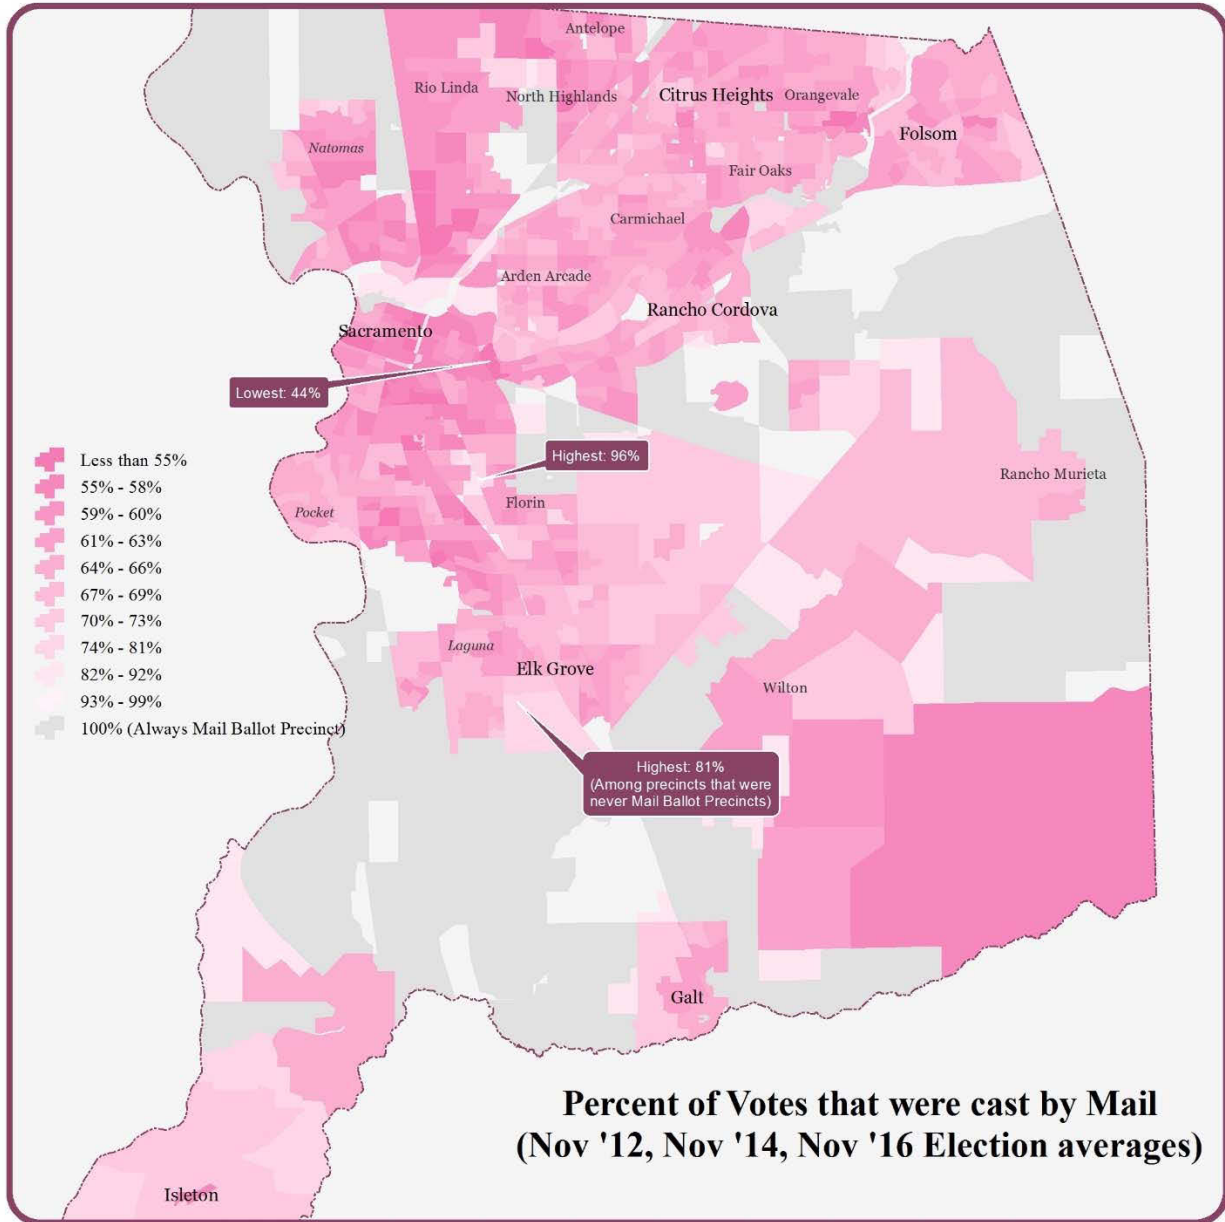 Antelope
Rio Linda
North Highlands
Citrus Heights
Orangevale
Folsom
Natomas
Fair Oaks
Carmichael
Arden Arcade
Rancho Cordova
Sacramento
Lowest: 44%
Highest: 96%
Less than 55%
55% - 58%
59% - 60%
61% - 63%
64% - 66%
67% - 69%
70% - 73%
74% - 81%
82% - 92%
93% - 99%
100% (Always Mail Ballot Precinct)
Rancho Murieta
Florin
Pocket
Laguna
Elk Grove
Wilton
Highest: 81%
(Among precincts that were
never Mail Ballot Precincts)
Galt
Percent of Votes that were cast by Mail
(Nov '12, Nov '14, Nov '16 Election averages)
Isleton